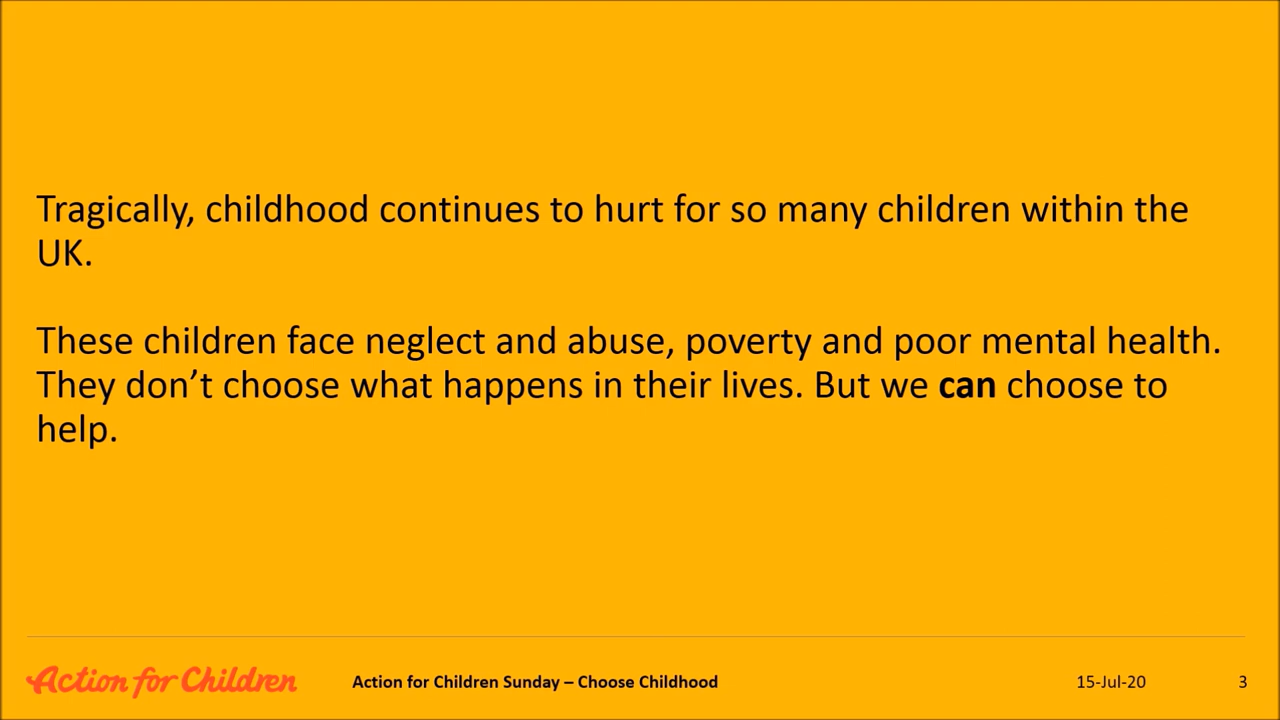 Tragically, childhood continues to hurt for so many children within the
UK.
These children face neglect and abuse, poverty and poor mental health.
They don’t choose what happens in their lives. But we can choose to
help.
Action for Children
Action for Children Sunday – Choose Childhood
15-Jul-20
3